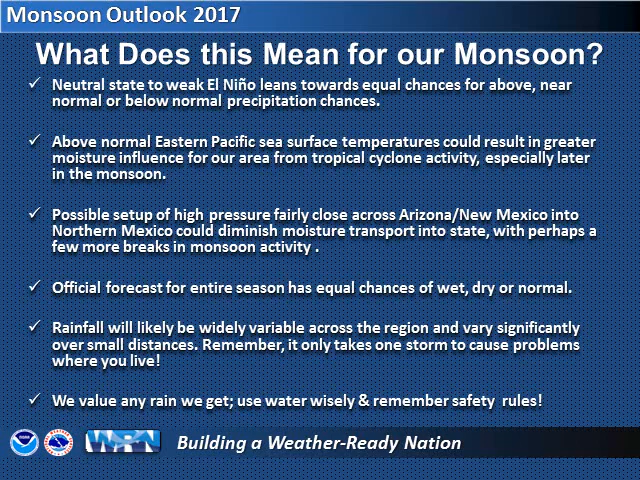 Monsoon Outlook 2017
What Does this Mean for our Monsoon?
✓ Neutral state to weak El Niño leans towards equal chances for above, near
normal or below normal precipitation chances.
✓ Above normal Eastern Pacific sea surface temperatures could result in greater
moisture influence for our area from tropical cyclone activity, especially later
in the monsoon.
✓ Possible setup of high pressure fairly close across Arizona/New Mexico into
Northern Mexico could diminish moisture transport into state, with perhaps a
few more breaks in monsoon activity .
✓ Official forecast for entire season has equal chances of wet, dry or normal.
✓ Rainfall will likely be widely variable across the region and vary significantly
over small distances. Remember, it only takes one storm to cause problems
where you live!
✓ We value any rain we get; use water wisely & remember safety rules!
WRN Building a Weather-Ready Nation